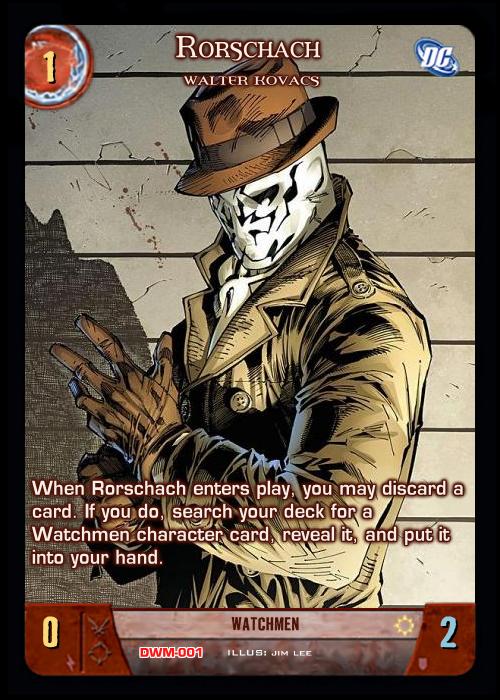 1
RORSCHACH
DC
WALTER KOVACS
When Rorschach enters play, you may discard a
card. If you do, search your deck for a
Watchmen character card, reveal it, and put it
into your hand.
0
WATCHMEN
2
DWM-001
ILLUS: JIM LEE